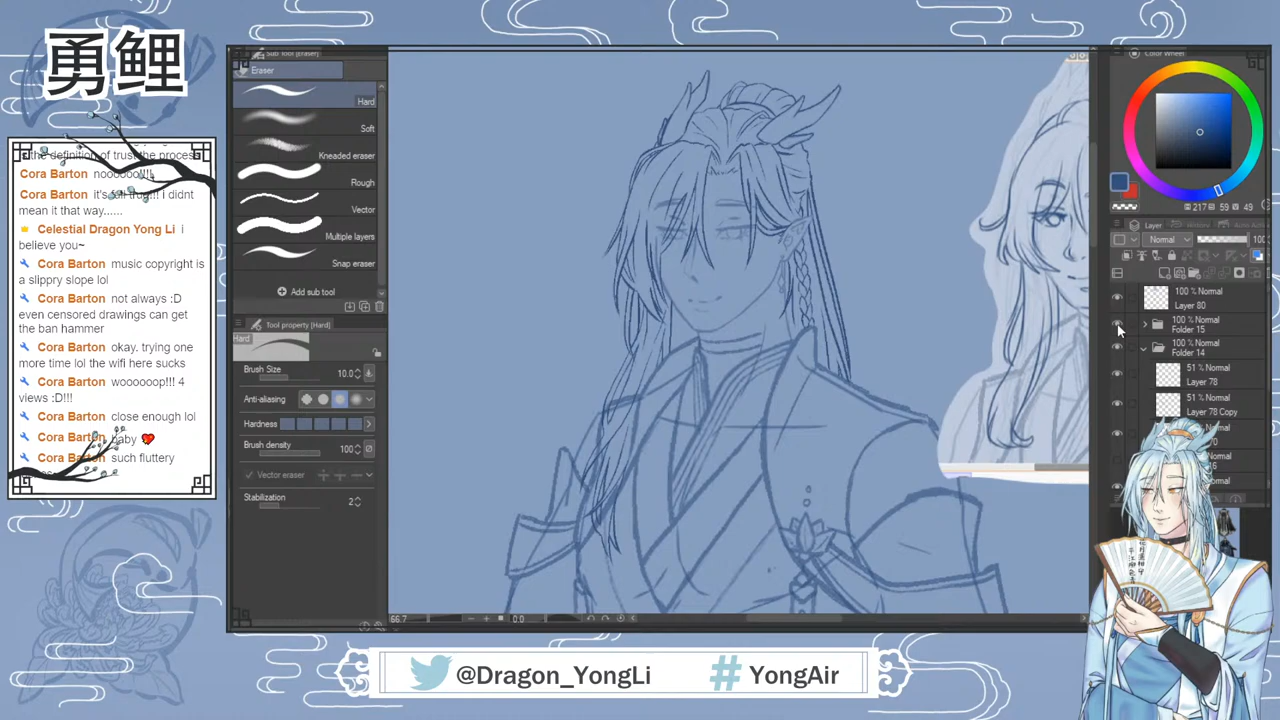 勇鲤
the definition of trust the process
Cora Barton nooooooo!!!
Cora Barton it's full true!!! i didnt
mean it that way......
Celestial Dragon Yong Li i
believe you~
Cora Barton music copyright is
a slippry slope lol
Cora Barton not always :D
even censored drawings can get
the ban hammer
Cora Barton okay. trying one
more time lol the wifi here sucks
Cora Barton woooooop!!! 4
views :D!!!
Cora Barton close enough lol
Cora Barton baby ❤️
Cora Barton such fluttery
Sub Tool [Eraser]
Eraser
Hard
Soft
Kneaded eraser
Rough
Vector
Multiple layers
Snap eraser
Add sub tool
Tool property [Hard]
Hard
Brush Size 10.0
Anti-aliasing
Hardness
Brush density 100
Vector eraser
Stabilization 2
66.7
0.0
Color Wheel
217 59 49
Layer
Normal 100
100 % Normal
Layer 80
100 % Normal
Folder 15
100 % Normal
Folder 14
51 % Normal
Layer 78
51 % Normal
Layer 78 Copy
@Dragon_YongLi
# YongAir